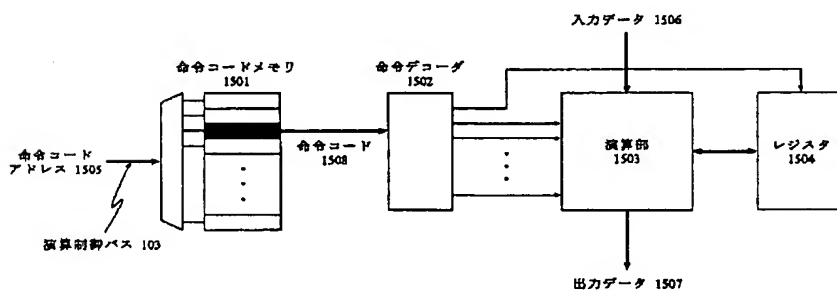 入力データ 1506
命令コードメモリ
1501
命令デコーダ
1502
命令コード
1508
演算部
1503
レジスタ
1504
命令コード
アドレス 1505
演算制御バス 103
出力データ 1507